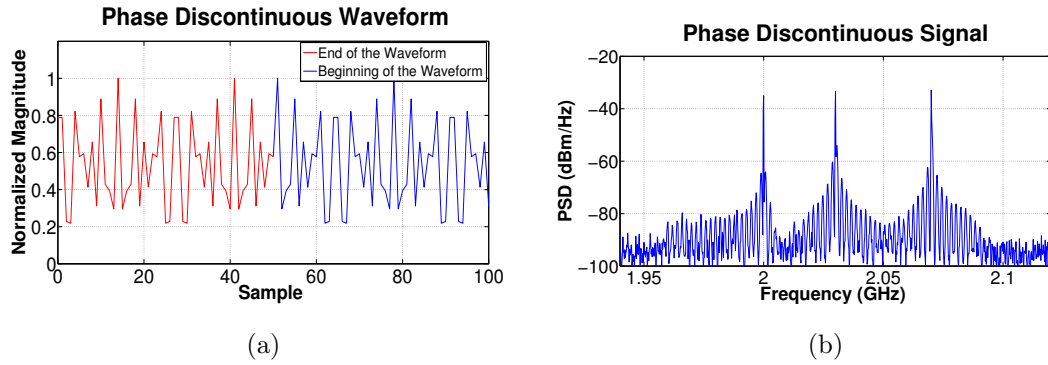 Phase Discontinuous Waveform
End of the Waveform
Beginning of the Waveform
Normalized Magnitude
1
0.8
0.6
0.4
0.2
0
0 20 40 60 80 100
Sample
(a)
Phase Discontinuous Signal
PSD (dBm/Hz)
−20
−40
−60
−80
−100
1.95 2 2.05 2.1
Frequency (GHz)
(b)